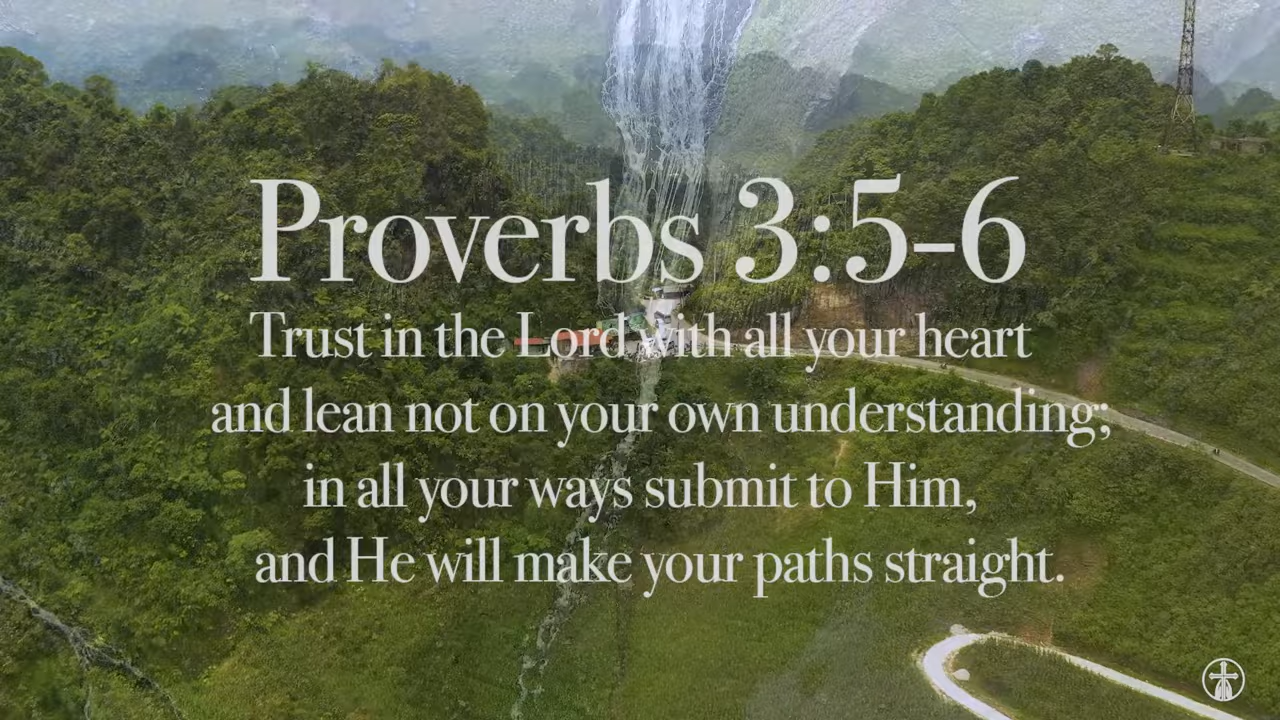 Proverbs 3:5-6
Trust in the Lord with all your heart
and lean not on your own understanding;
in all your ways submit to Him,
and He will make your paths straight.